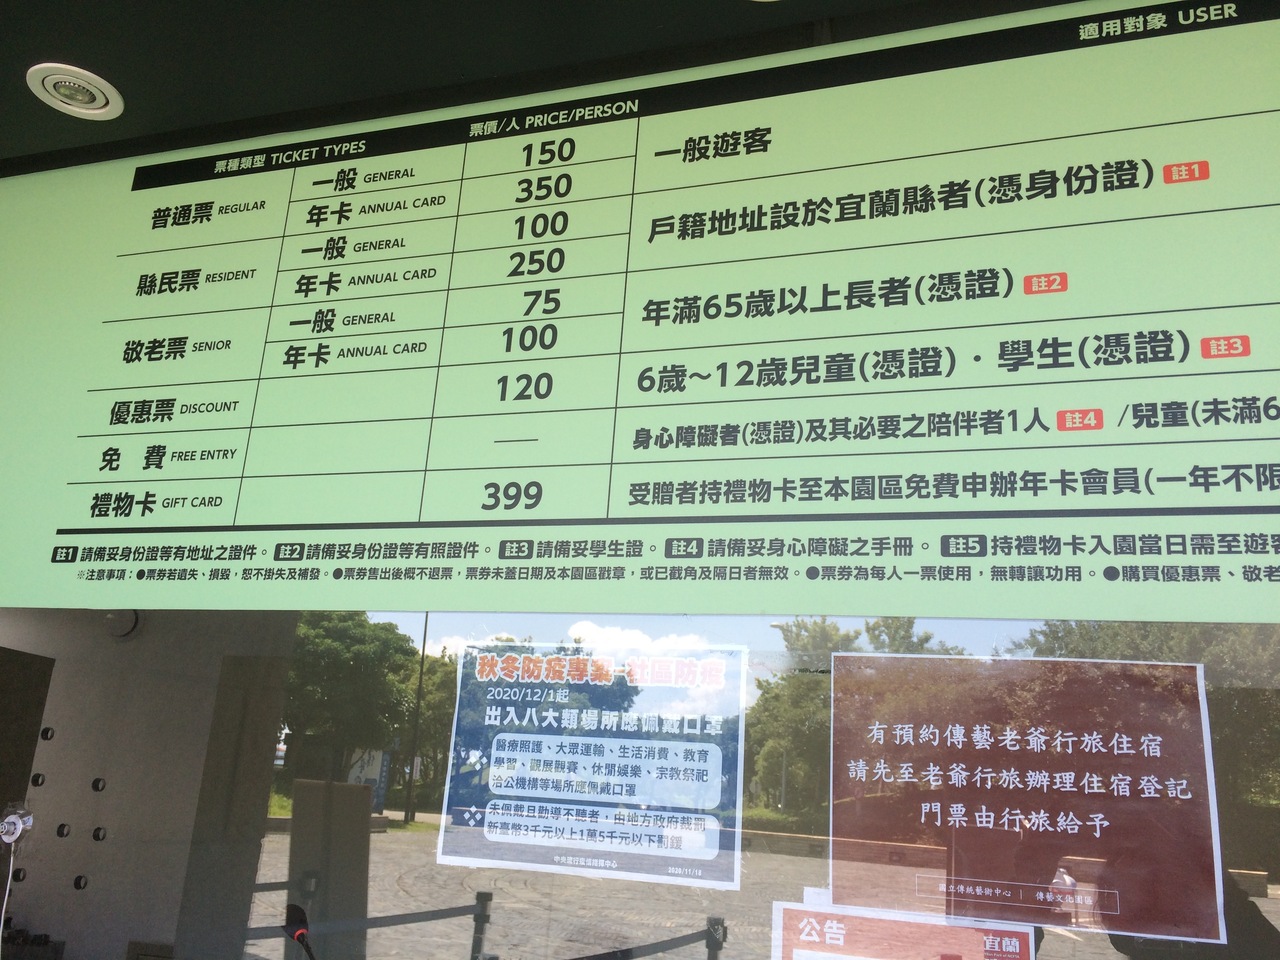 票種類型 TICKET TYPES 票價/人 PRICE/PERSON 適用對象 USER
普通票 REGULAR 一般 GENERAL 150 一般遊客
年卡 ANNUAL CARD 350
縣民票 RESIDENT 一般 GENERAL 100 戶籍地址設於宜蘭縣者(憑身份證) 註1
年卡 ANNUAL CARD 250
敬老票 SENIOR 一般 GENERAL 75 年滿65歲以上長者(憑證) 註2
年卡 ANNUAL CARD 100
優惠票 DISCOUNT 120 6歲～12歲兒童(憑證)・學生(憑證) 註3
免 費 FREE ENTRY — 身心障礙者(憑證)及其必要之陪伴者1人 註4 /兒童(未滿6
禮物卡 GIFT CARD 399 受贈者持禮物卡至本園區免費申辦年卡會員(一年不限
註1 請備妥身份證等有地址之證件。 註2 請備妥身份證等有照證件。 註3 請備妥學生證。 註4 請備妥身心障礙之手冊。 註5 持禮物卡入園當日需至遊客
※注意事項：●票券若遺失、損毀，恕不掛失及補發。●票券售出後概不退票，票券未蓋日期及本園區戳章，或已截角及隔日者無效。●票券為每人一票使用，無轉讓功用。●購買優惠票、敬老
秋冬防疫專案-社區防疫
2020/12/1起
出入八大類場所應佩戴口罩
醫療照護、大眾運輸、生活消費、教育
學習、觀展觀賽、休閒娛樂、宗教祭祀
洽公機構等場所應佩戴口罩
未佩戴且勸導不聽者，由地方政府裁罰
新臺幣3千元以上1萬5千元以下罰鍰
中央流行疫情指揮中心
2020/11/18
有預約傳藝老爺行旅住宿
請先至老爺行旅辦理住宿登記
門票由行旅給予
國立傳統藝術中心 | 傳藝文化園區
公告
宜蘭